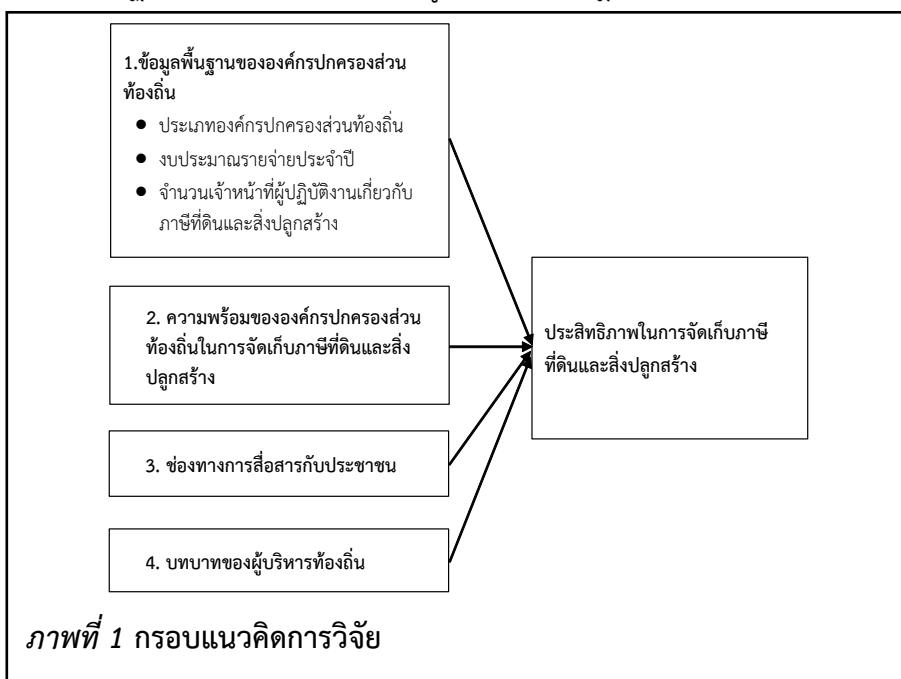 1.ข้อมูลพื้นฐานขององค์กรปกครองส่วน
ท้องถิ่น
● ประเภทองค์กรปกครองส่วนท้องถิ่น
● งบประมาณรายจ่ายประจำปี
● จำนวนเจ้าหน้าที่ผู้ปฏิบัติงานเกี่ยวกับ
ภาษีที่ดินและสิ่งปลูกสร้าง
2. ความพร้อมขององค์กรปกครองส่วน
ท้องถิ่นในการจัดเก็บภาษีที่ดินและสิ่ง
ปลูกสร้าง
3. ช่องทางการสื่อสารกับประชาชน
4. บทบาทของผู้บริหารท้องถิ่น
ประสิทธิภาพในการจัดเก็บภาษี
ที่ดินและสิ่งปลูกสร้าง
ภาพที่ 1 กรอบแนวคิดการวิจัย